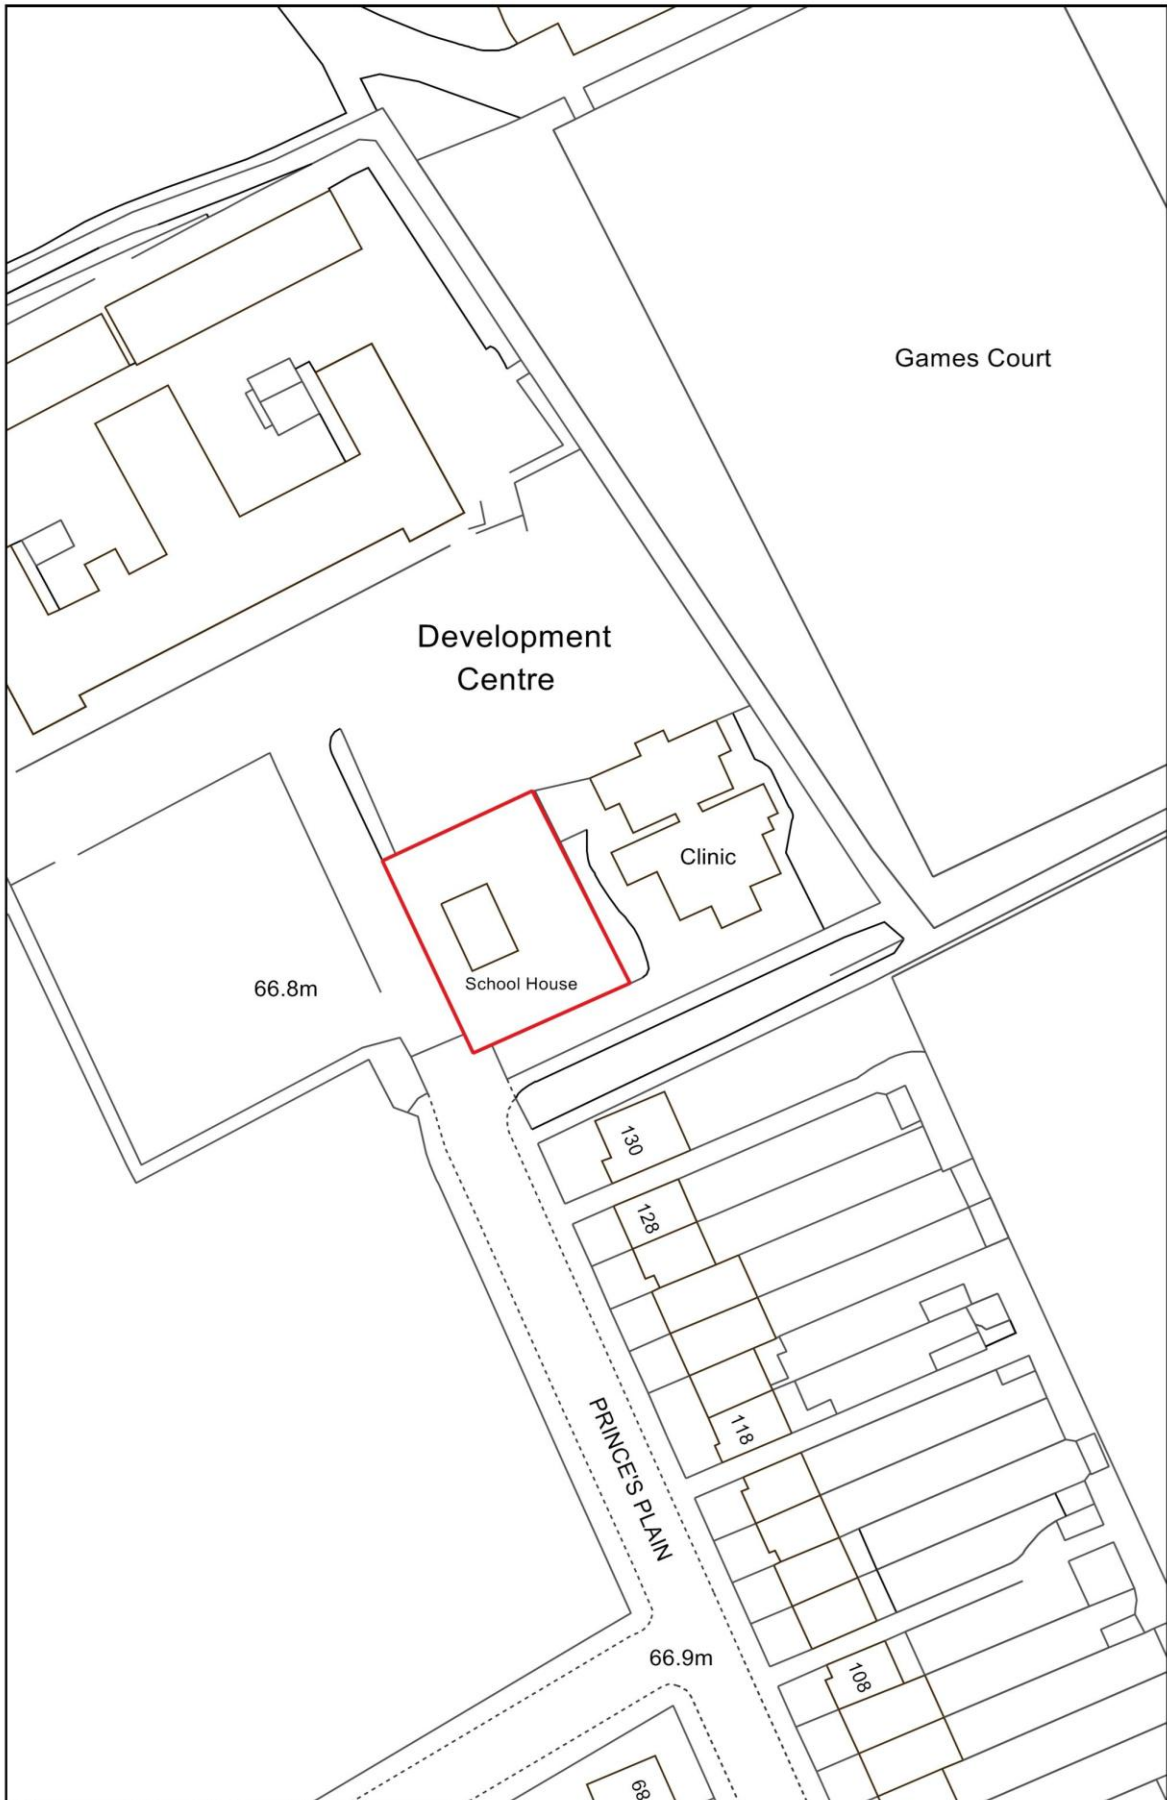 Games Court
Development
Centre
Clinic
School House
66.8m
130
128
118
PRINCE'S PLAIN
66.9m
108
68